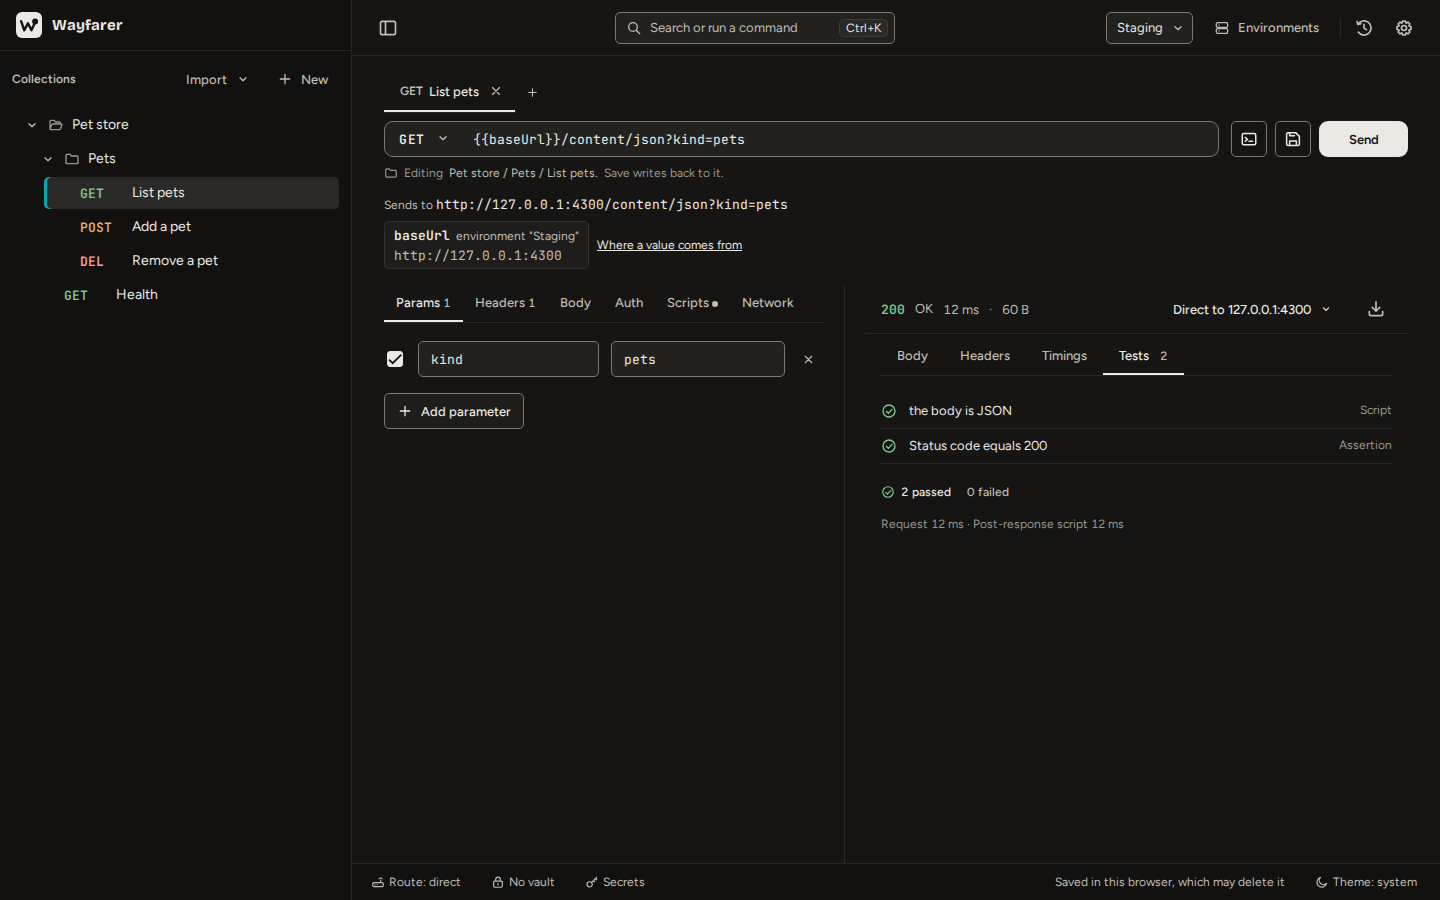 Wayfarer
Search or run a command Ctrl+K
Staging
Environments
Collections
Import
New
Pet store
Pets
GET List pets
POST Add a pet
DEL Remove a pet
GET Health
GET List pets
GET {{baseUrl}}/content/json?kind=pets
Send
Editing Pet store / Pets / List pets. Save writes back to it.
Sends to http://127.0.0.1:4300/content/json?kind=pets
baseUrl environment "Staging"
http://127.0.0.1:4300
Where a value comes from
Params 1 Headers 1 Body Auth Scripts Network
kind pets
Add parameter
200 OK 12 ms · 60 B
Direct to 127.0.0.1:4300
Body Headers Timings Tests 2
the body is JSON Script
Status code equals 200 Assertion
2 passed 0 failed
Request 12 ms · Post-response script 12 ms
Route: direct No vault Secrets
Saved in this browser, which may delete it Theme: system